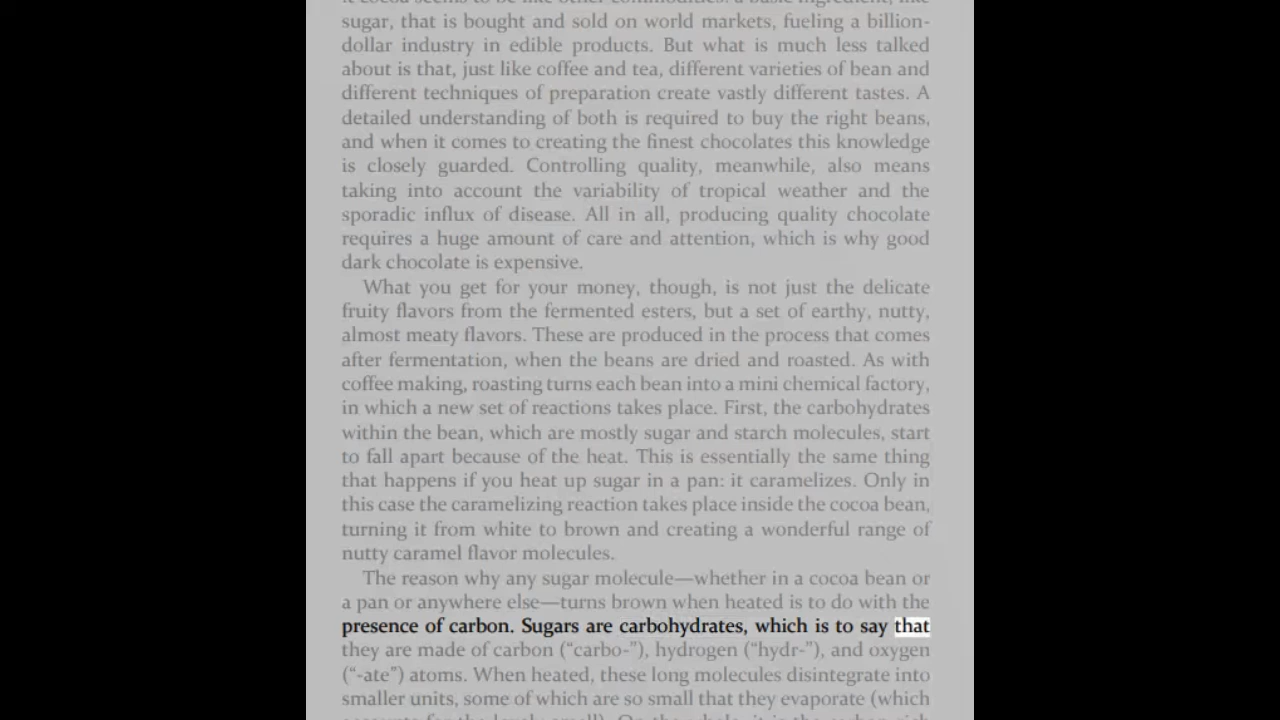 sugar, that is bought and sold on world markets, fueling a billion-
dollar industry in edible products. But what is much less talked
about is that, just like coffee and tea, different varieties of bean and
different techniques of preparation create vastly different tastes. A
detailed understanding of both is required to buy the right beans,
and when it comes to creating the finest chocolates this knowledge
is closely guarded. Controlling quality, meanwhile, also means
taking into account the variability of tropical weather and the
sporadic influx of disease. All in all, producing quality chocolate
requires a huge amount of care and attention, which is why good
dark chocolate is expensive.
What you get for your money, though, is not just the delicate
fruity flavors from the fermented esters, but a set of earthy, nutty,
almost meaty flavors. These are produced in the process that comes
after fermentation, when the beans are dried and roasted. As with
coffee making, roasting turns each bean into a mini chemical factory,
in which a new set of reactions takes place. First, the carbohydrates
within the bean, which are mostly sugar and starch molecules, start
to fall apart because of the heat. This is essentially the same thing
that happens if you heat up sugar in a pan: it caramelizes. Only in
this case the caramelizing reaction takes place inside the cocoa bean,
turning it from white to brown and creating a wonderful range of
nutty caramel flavor molecules.
The reason why any sugar molecule—whether in a cocoa bean or
a pan or anywhere else—turns brown when heated is to do with the
presence of carbon. Sugars are carbohydrates, which is to say that
they are made of carbon (“carbo-”), hydrogen (“hydr-”), and oxygen
(“-ate”) atoms. When heated, these long molecules disintegrate into
smaller units, some of which are so small that they evaporate (which